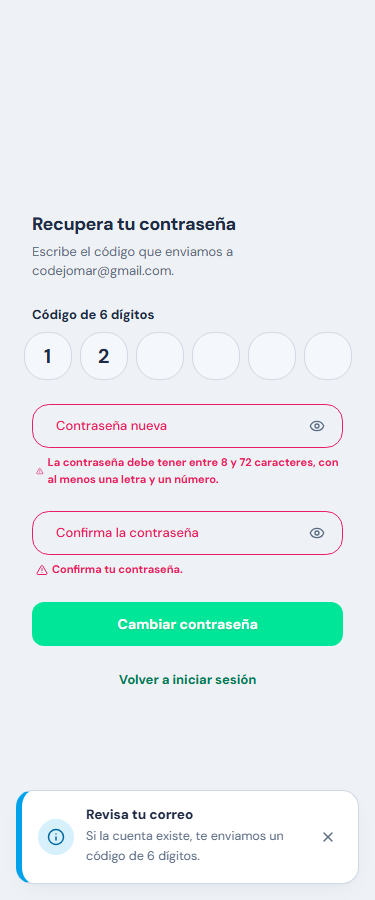 Recupera tu contraseña
Escribe el código que enviamos a
codejomar@gmail.com.
Código de 6 dígitos
1 2
Contraseña nueva
La contraseña debe tener entre 8 y 72 caracteres, con
al menos una letra y un número.
Confirma la contraseña
Confirma tu contraseña.
Cambiar contraseña
Volver a iniciar sesión
Revisa tu correo
Si la cuenta existe, te enviamos un
código de 6 dígitos.